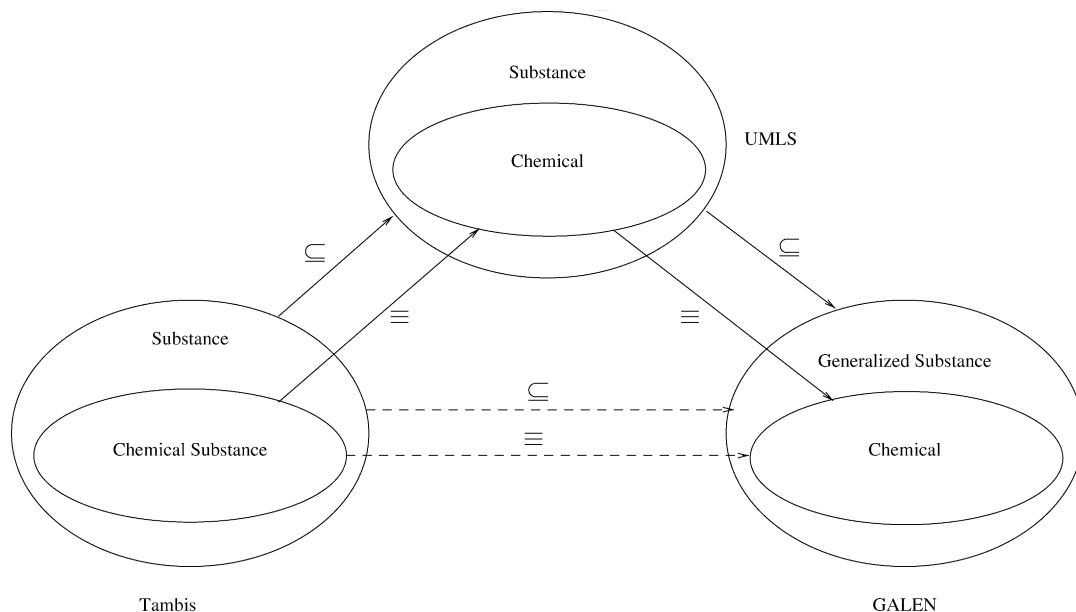 Substance
UMLS
Chemical
⊆
⊆
≡
≡
Substance
Generalized Substance
⊆
≡
Chemical Substance
Chemical
Tambis
GALEN